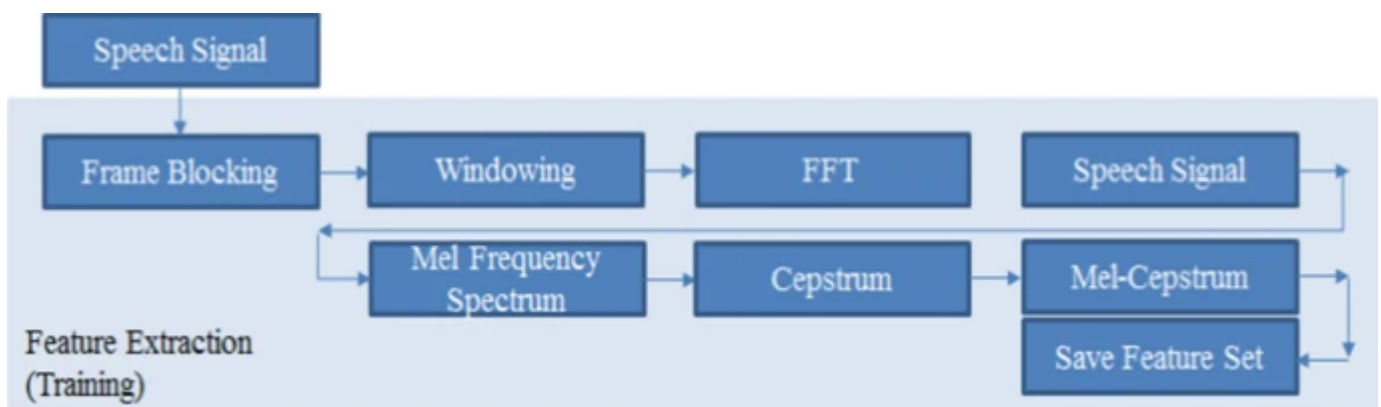 Speech Signal
Frame Blocking
Windowing
FFT
Speech Signal
Mel Frequency
Spectrum
Cepstrum
Mel-Cepstrum
Save Feature Set
Feature Extraction
(Training)